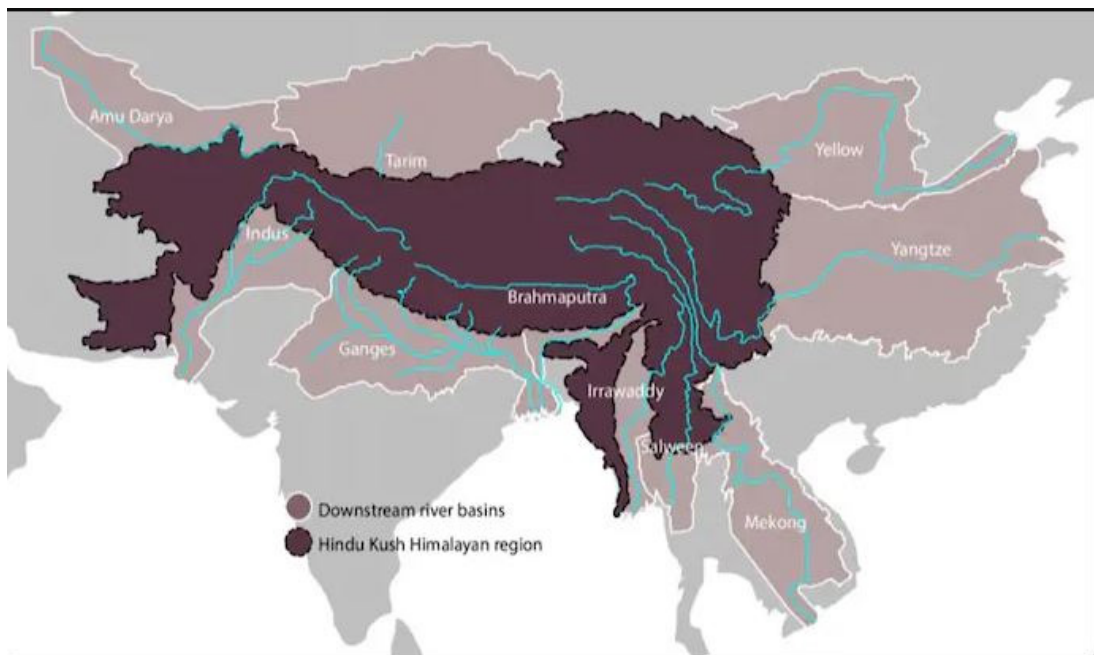 Amu Darya
Tarim
Yellow
Indus
Yangtze
Brahmaputra
Ganges
Irrawaddy
Salween
Mekong
Downstream river basins
Hindu Kush Himalayan region